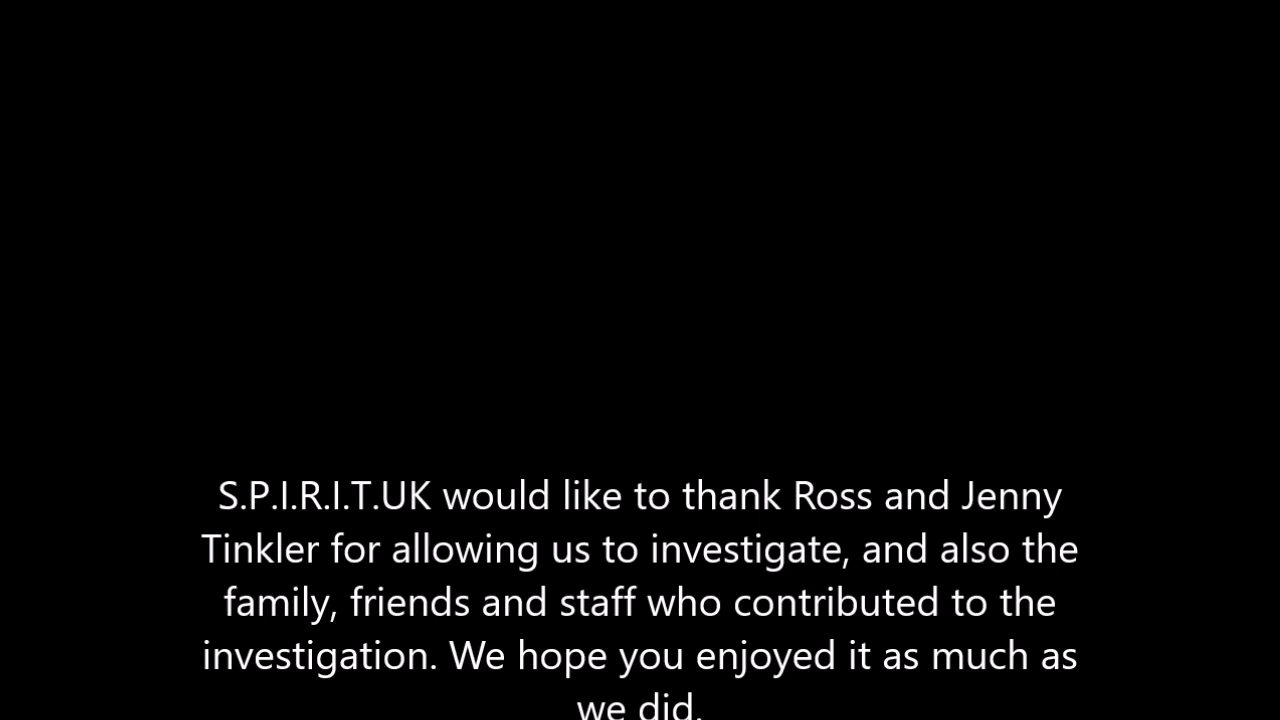 S.P.I.R.I.T.UK would like to thank Ross and Jenny
Tinkler for allowing us to investigate, and also the
family, friends and staff who contributed to the
investigation. We hope you enjoyed it as much as
we did.